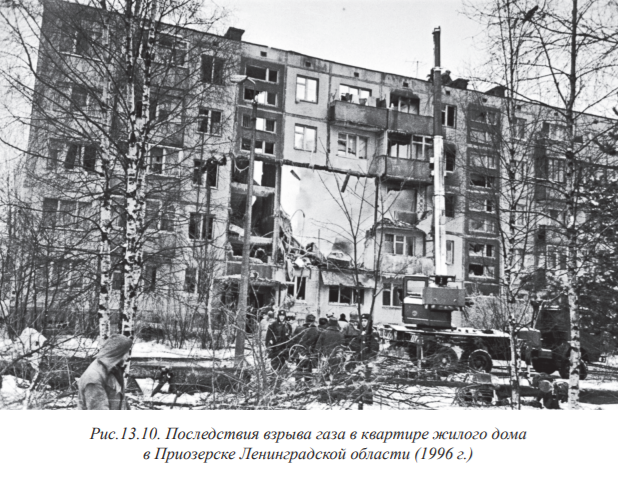 Рис.13.10. Последствия взрыва газа в квартире жилого дома
в Приозерске Ленинградской области (1996 г.)